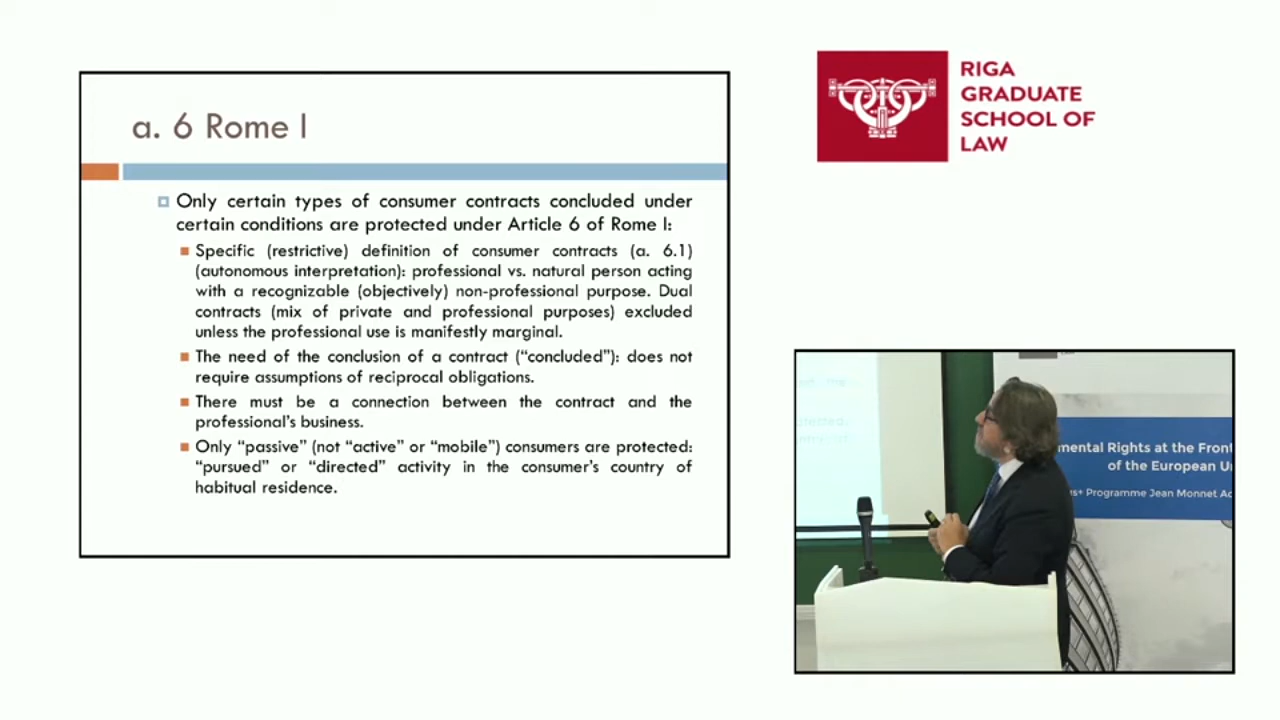 a. 6 Rome I
Only certain types of consumer contracts concluded under
certain conditions are protected under Article 6 of Rome I:
Specific (restrictive) definition of consumer contracts (a. 6.1)
(autonomous interpretation): professional vs. natural person acting
with a recognizable (objectively) non-professional purpose. Dual
contracts (mix of private and professional purposes) excluded
unless the professional use is manifestly marginal.
The need of the conclusion of a contract (“concluded”): does not
require assumptions of reciprocal obligations.
There must be a connection between the contract and the
professional’s business.
Only “passive” (not “active” or “mobile”) consumers are protected:
“pursued” or “directed” activity in the consumer’s country of
habitual residence.
RIGA
GRADUATE
SCHOOL OF
LAW
mental Rights at the Front
of the European Un
s+ Programme Jean Monnet Ac